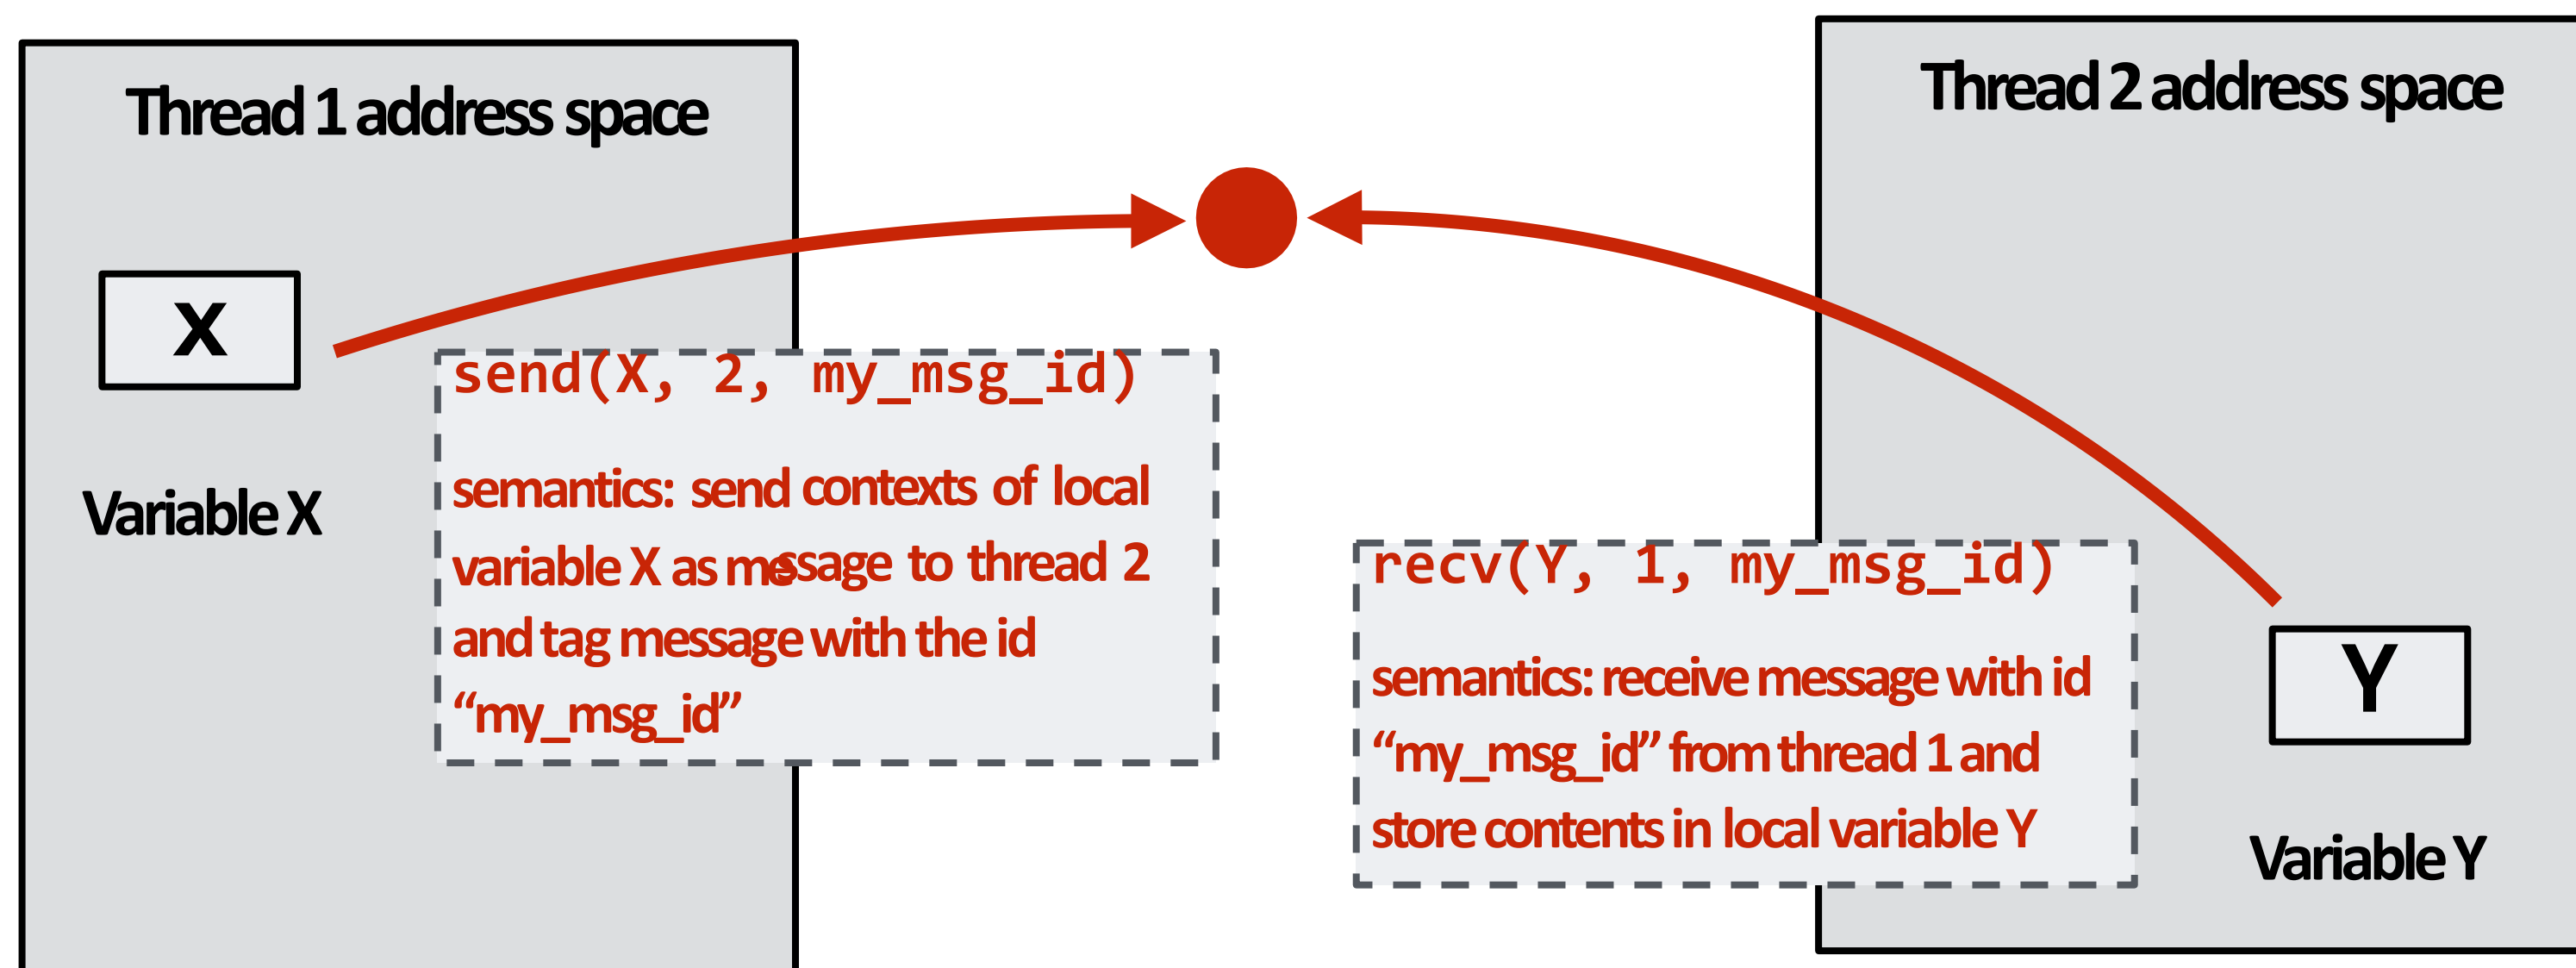 Thread 1 address space
X
Variable X
send(X, 2, my_msg_id)
semantics: send contexts of local
variable X as message to thread 2
and tag message with the id
“my_msg_id”
Thread 2 address space
recv(Y, 1, my_msg_id)
semantics: receive message with id
“my_msg_id” from thread 1 and
store contents in local variable Y
Y
Variable Y